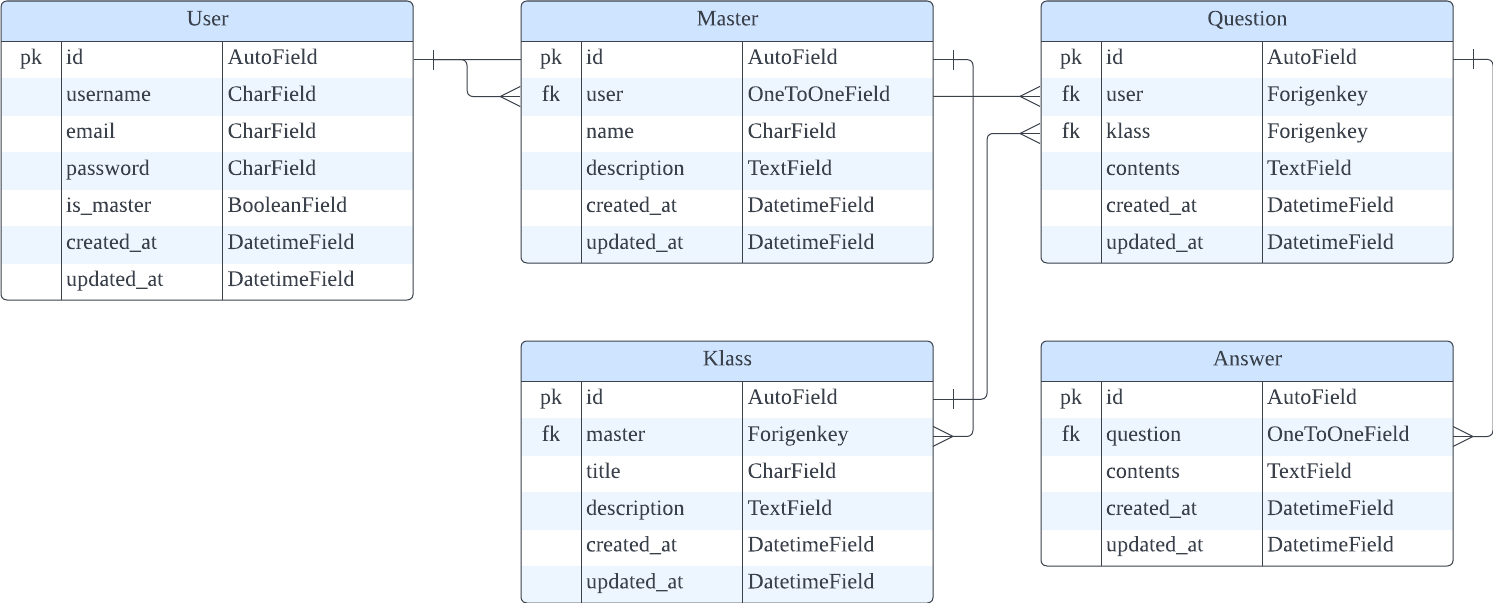 User
pk id AutoField
username CharField
email CharField
password CharField
is_master BooleanField
created_at DatetimeField
updated_at DatetimeField
Master
pk id AutoField
fk user OneToOneField
name CharField
description TextField
created_at DatetimeField
updated_at DatetimeField
Question
pk id AutoField
fk user Forigenkey
fk klass Forigenkey
contents TextField
created_at DatetimeField
updated_at DatetimeField
Klass
pk id AutoField
fk master Forigenkey
title CharField
description TextField
created_at DatetimeField
updated_at DatetimeField
Answer
pk id AutoField
fk question OneToOneField
contents TextField
created_at DatetimeField
updated_at DatetimeField